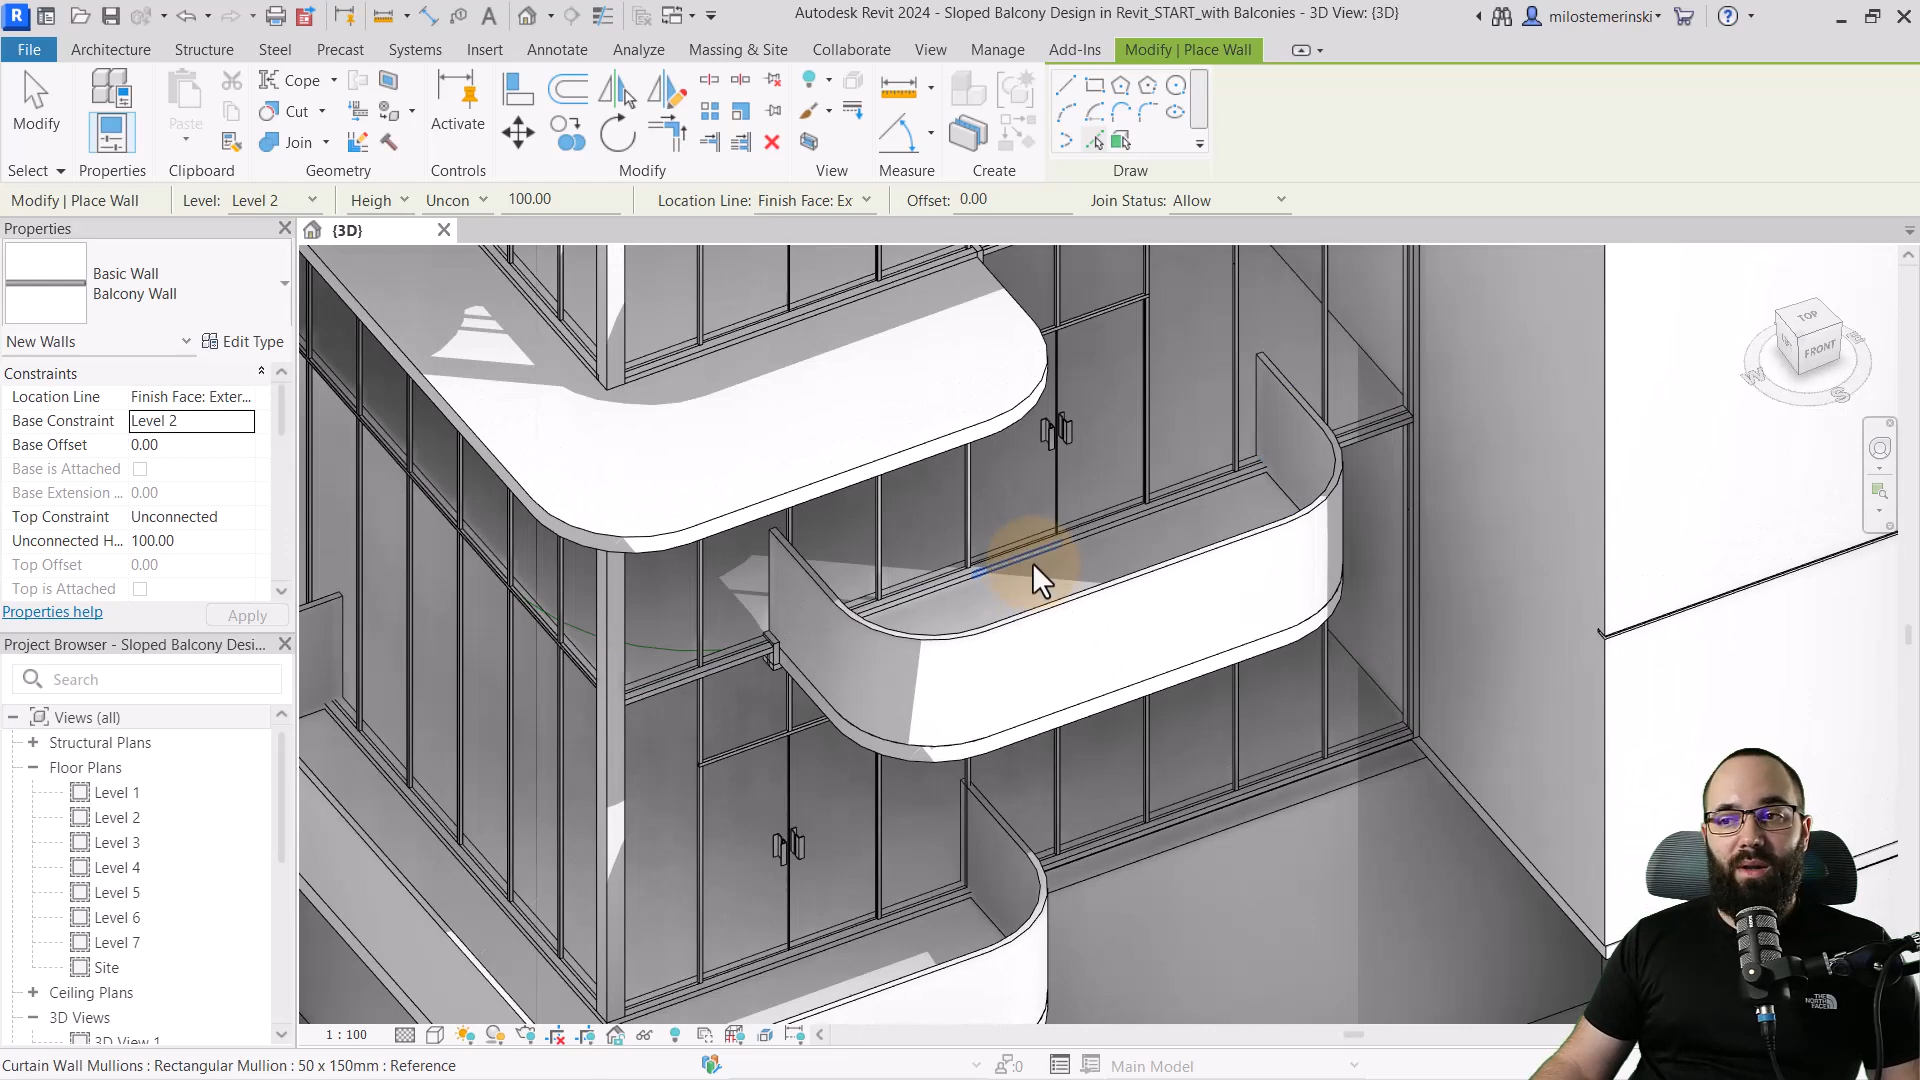 Autodesk Revit 2024 - Sloped Balcony Design in Revit_START_with Balconies - 3D View: {3D}
milostemerinski
File
Architecture
Structure
Steel
Precast
Systems
Insert
Annotate
Analyze
Massing & Site
Collaborate
View
Manage
Add-Ins
Modify | Place Wall
Modify
Paste
Cope
Cut
Join
Activate
Select
Properties
Clipboard
Geometry
Controls
Modify
View
Measure
Create
Draw
Modify | Place Wall
Level: Level 2
Heigh
Uncon
100.00
Location Line: Finish Face: Ex
Offset: 0.00
Join Status: Allow
Properties
{3D}
Basic Wall
Balcony Wall
New Walls
Edit Type
Constraints
Location Line Finish Face: Exter...
Base Constraint Level 2
Base Offset 0.00
Base is Attached
Base Extension ... 0.00
Top Constraint Unconnected
Unconnected H... 100.00
Top Offset 0.00
Top is Attached
Properties help
Apply
Project Browser - Sloped Balcony Desi...
Search
Views (all)
Structural Plans
Floor Plans
Level 1
Level 2
Level 3
Level 4
Level 5
Level 6
Level 7
Site
Ceiling Plans
3D Views
3D View 1
TOP
FRONT
W
S
E
1 : 100
Curtain Wall Mullions : Rectangular Mullion : 50 x 150mm : Reference
:0
Main Model